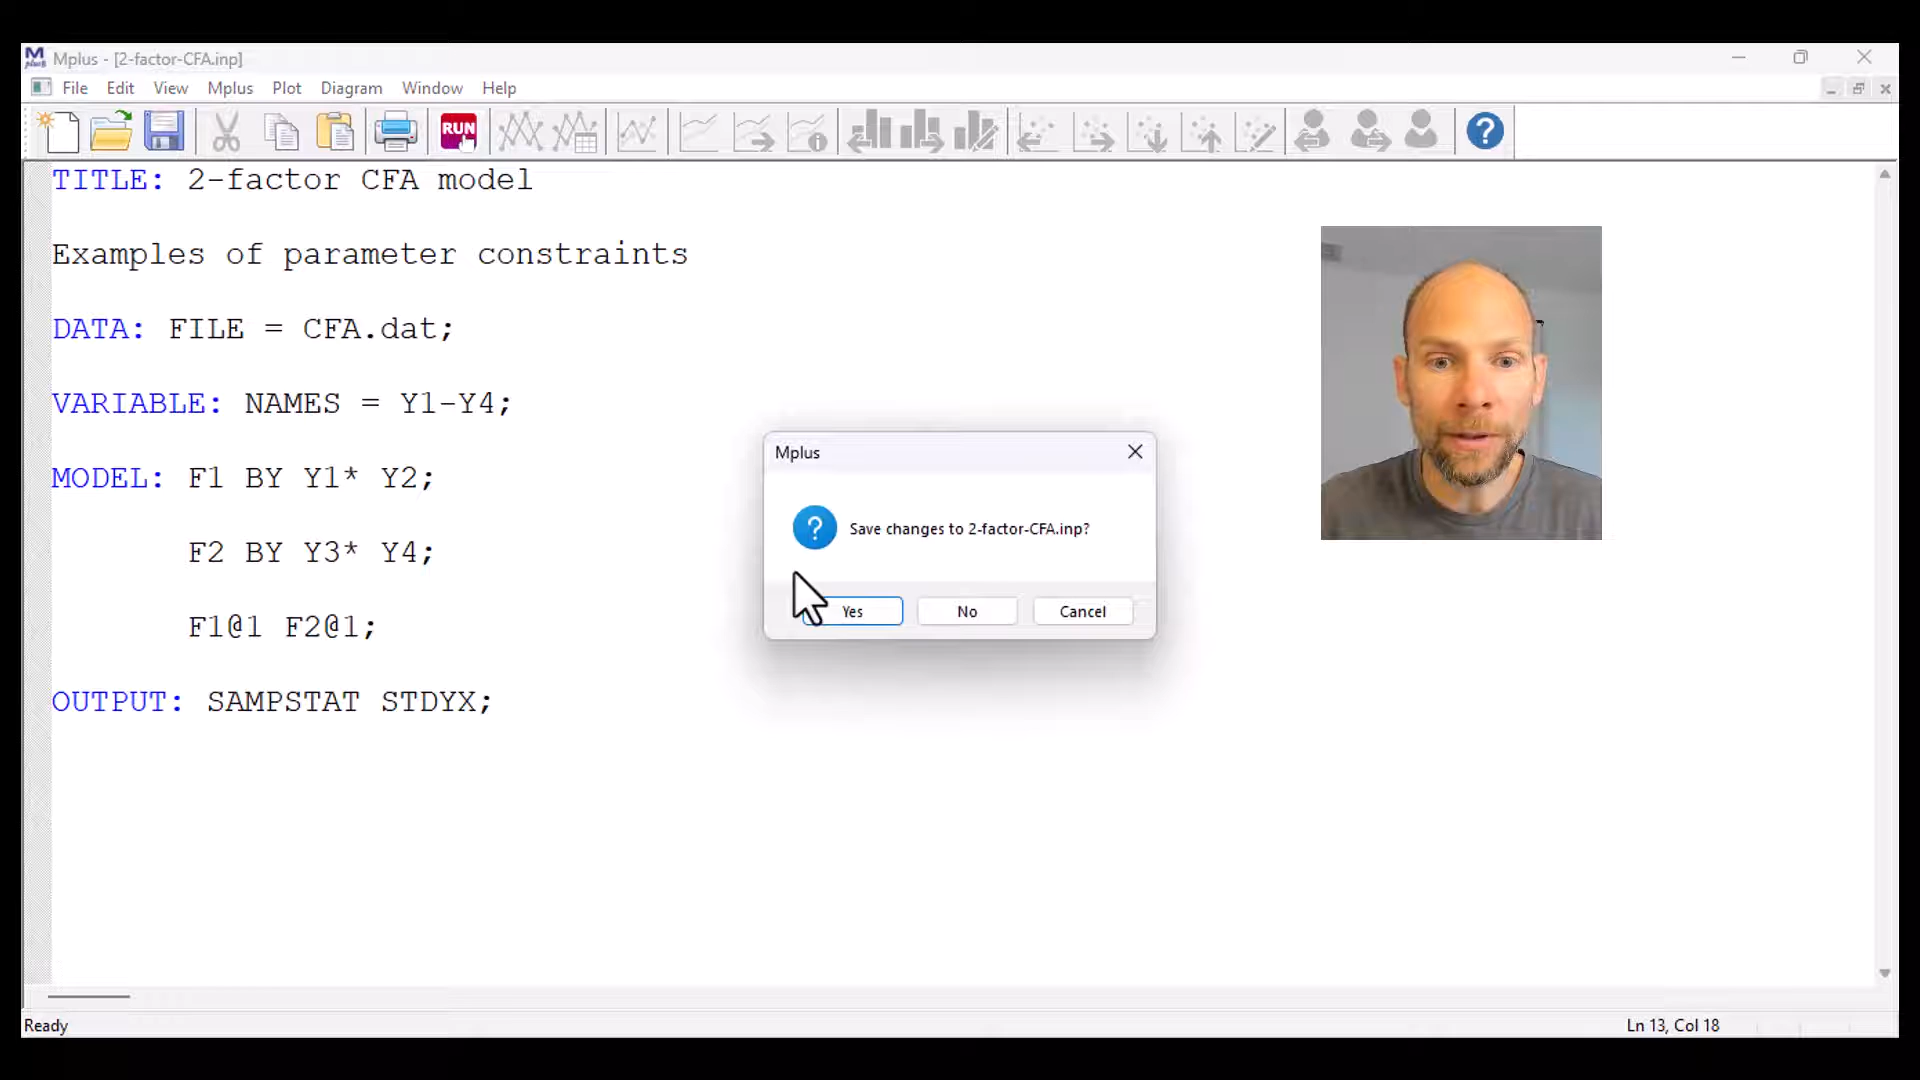 Mplus - [2-factor-CFA.inp]
File Edit View Mplus Plot Diagram Window Help
RUN
TITLE: 2-factor CFA model
Examples of parameter constraints
DATA: FILE = CFA.dat;
VARIABLE: NAMES = Y1-Y4;
MODEL: F1 BY Y1* Y2;
F2 BY Y3* Y4;
F1@1 F2@1;
OUTPUT: SAMPSTAT STDYX;
Mplus
Save changes to 2-factor-CFA.inp?
Yes No Cancel
Ready Ln 13, Col 18